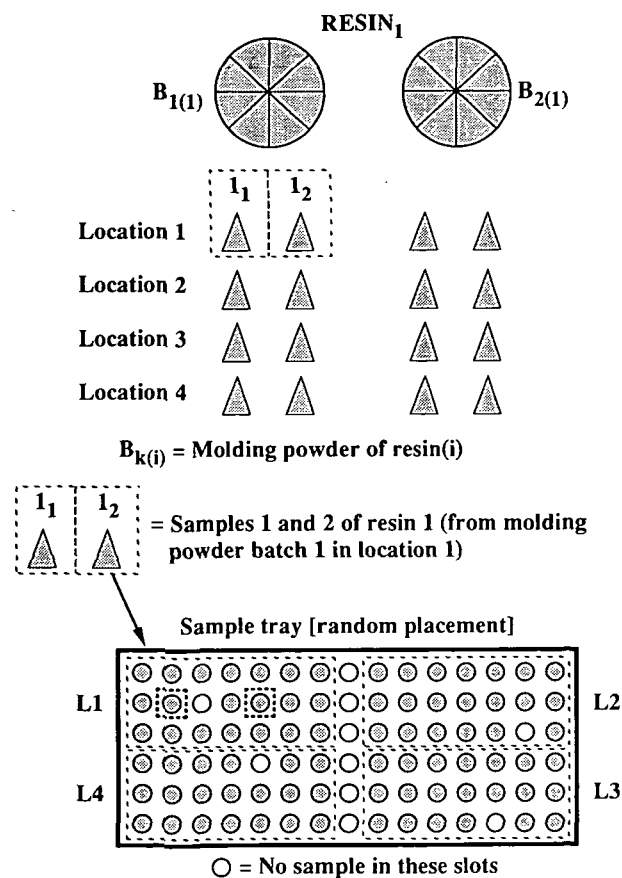 RESIN1
B1(1)
B2(1)
11 12
Location 1
Location 2
Location 3
Location 4
Bk(i) = Molding powder of resin(i)
11 12
= Samples 1 and 2 of resin 1 (from molding
powder batch 1 in location 1)
Sample tray [random placement]
L1
L2
L4
L3
= No sample in these slots